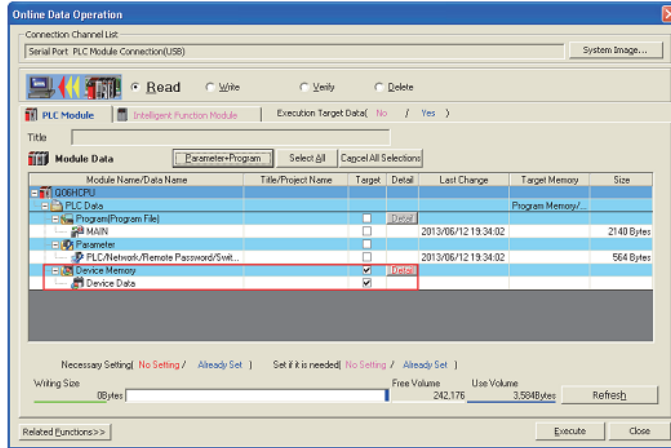 Online Data Operation
Connection Channel List
Serial Port PLC Module Connection(USB)
System Image...
Read Write Verify Delete
PLC Module Intelligent Function Module Execution Target Data( No / Yes )
Title
Module Data Parameter+Program Select All Cancel All Selections
Module Name/Data Name Title/Project Name Target Detail Last Change Target Memory Size
Q06HCPU
PLC Data Program Memory/...
Program(Program File) Detail
MAIN 2013/06/12 19:34:02 2140 Bytes
Parameter
PLC/Network/Remote Password/Swit... 2013/06/12 19:34:02 564 Bytes
Device Memory Detail
Device Data
Necessary Setting( No Setting / Already Set ) Set if it is needed( No Setting / Already Set )
Writing Size Free Volume Use Volume
0Bytes 242,176 3,584Bytes Refresh
Related Functions>> Execute Close